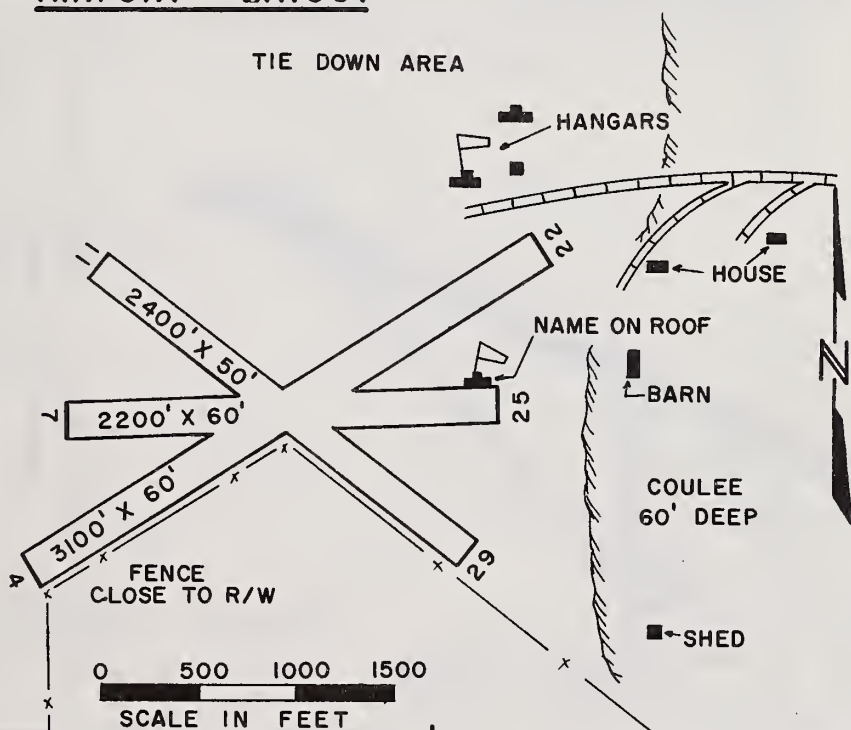 TIE DOWN AREA
HANGARS
22
HOUSE
11
2400' X 50'
NAME ON ROOF
N
BARN
7
2200' X 60'
25
COULEE
60' DEEP
3100' X 60'
4
29
FENCE
CLOSE TO R/W
SHED
0 500 1000 1500
SCALE IN FEET